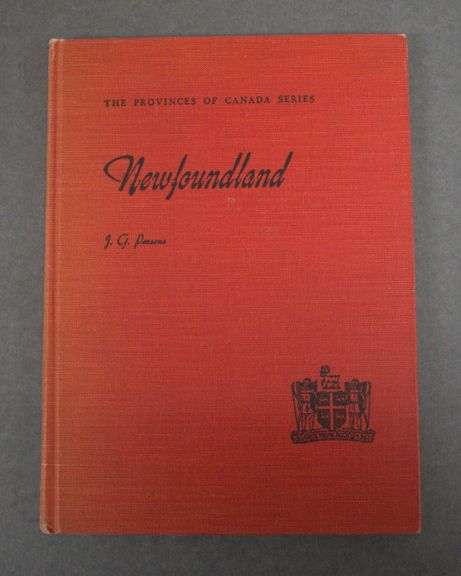 THE PROVINCES OF CANADA SERIES
Newfoundland
J. G. Parsons